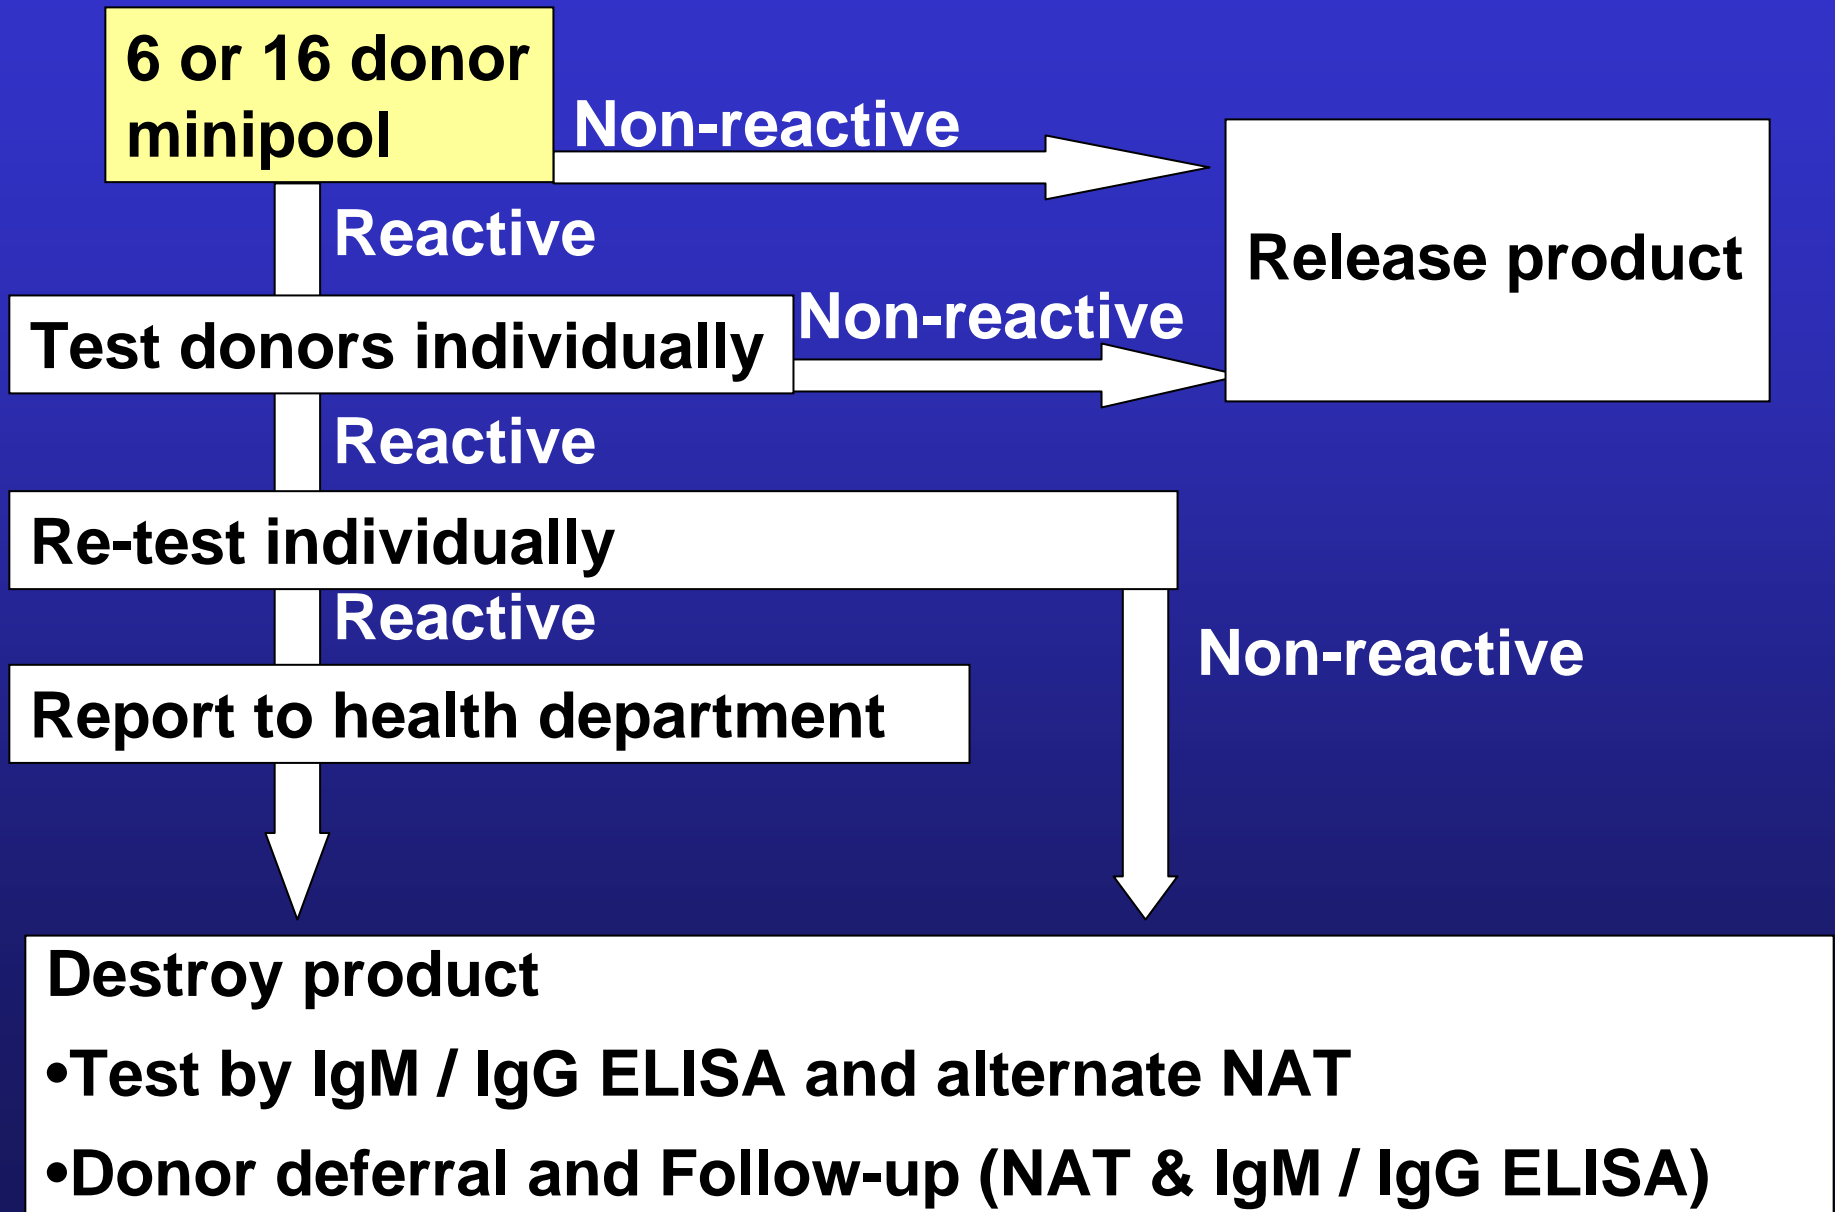 6 or 16 donor
minipool
Non-reactive
Reactive
Release product
Test donors individually
Non-reactive
Reactive
Re-test individually
Reactive
Non-reactive
Report to health department
Destroy product
•Test by IgM / IgG ELISA and alternate NAT
•Donor deferral and Follow-up (NAT & IgM / IgG ELISA)